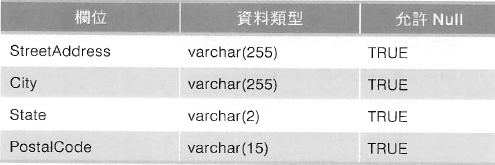 欄位 資料類型 允許 Null
StreetAddress varchar(255) TRUE
City varchar(255) TRUE
State varchar(2) TRUE
PostalCode varchar(15) TRUE